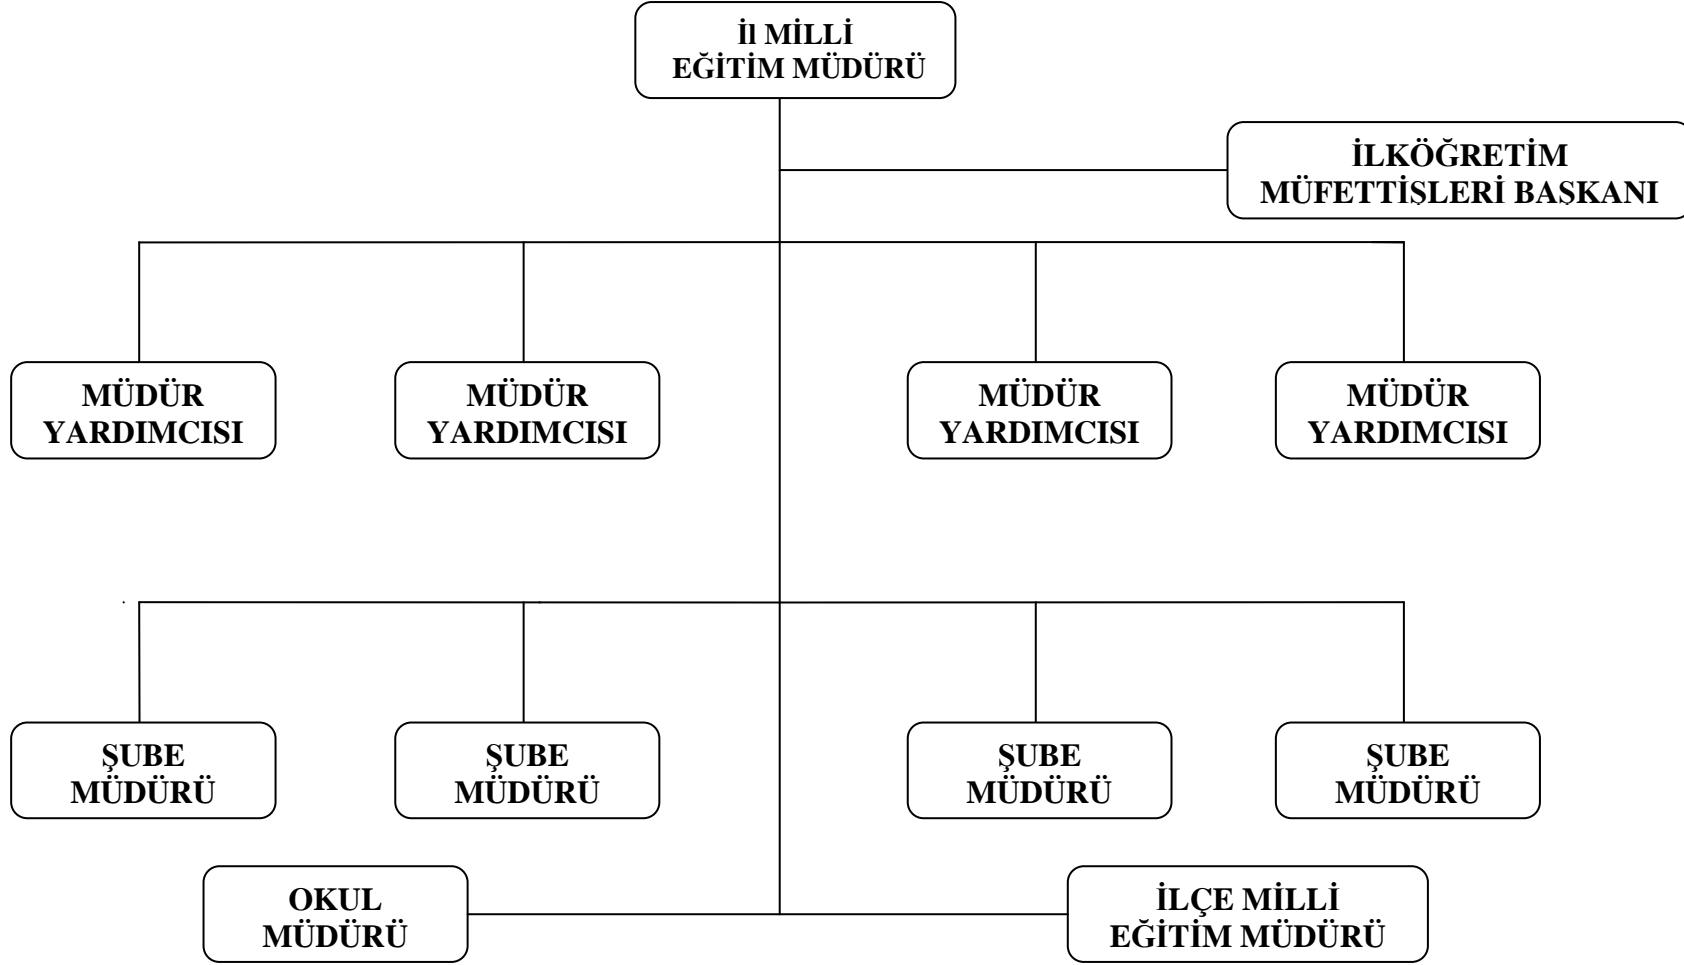 İl MİLLİ
EĞİTİM MÜDÜRÜ
İLKÖĞRETİM
MÜFETTİŞLERİ BAŞKANI
MÜDÜR
YARDIMCISI
MÜDÜR
YARDIMCISI
MÜDÜR
YARDIMCISI
MÜDÜR
YARDIMCISI
ŞUBE
MÜDÜRÜ
ŞUBE
MÜDÜRÜ
ŞUBE
MÜDÜRÜ
ŞUBE
MÜDÜRÜ
OKUL
MÜDÜRÜ
İLÇE MİLLİ
EĞİTİM MÜDÜRÜ